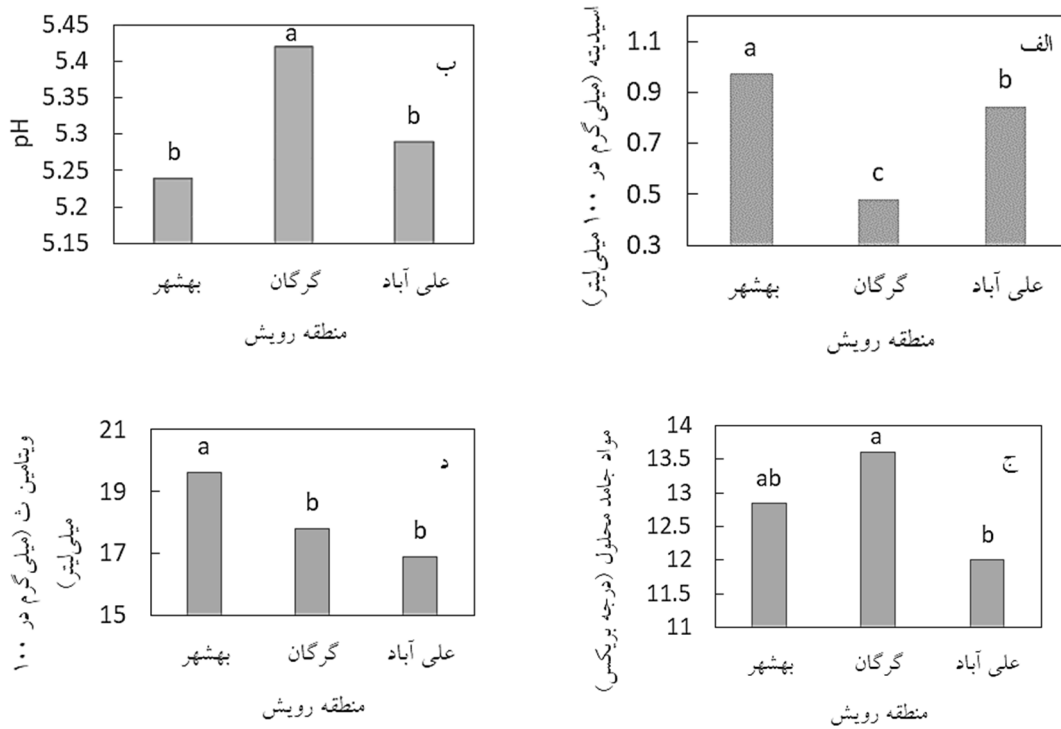 الف
اسیدیته (میلی‌گرم در ۱۰۰ میلی‌لیتر)
1.1
0.9
0.7
0.5
0.3
a
c
b
بهشهر
گرگان
علی آباد
منطقه رویش
ب
pH
5.45
5.4
5.35
5.3
5.25
5.2
5.15
b
a
b
بهشهر
گرگان
علی آباد
منطقه رویش
ج
مواد جامد محلول (درجه بریکس)
14
13.5
13
12.5
12
11.5
11
ab
a
b
بهشهر
گرگان
علی آباد
منطقه رویش
د
ویتامین ث (میلی‌گرم در ۱۰۰
میلی‌لیتر)
21
19
17
15
a
b
b
بهشهر
گرگان
علی آباد
منطقه رویش